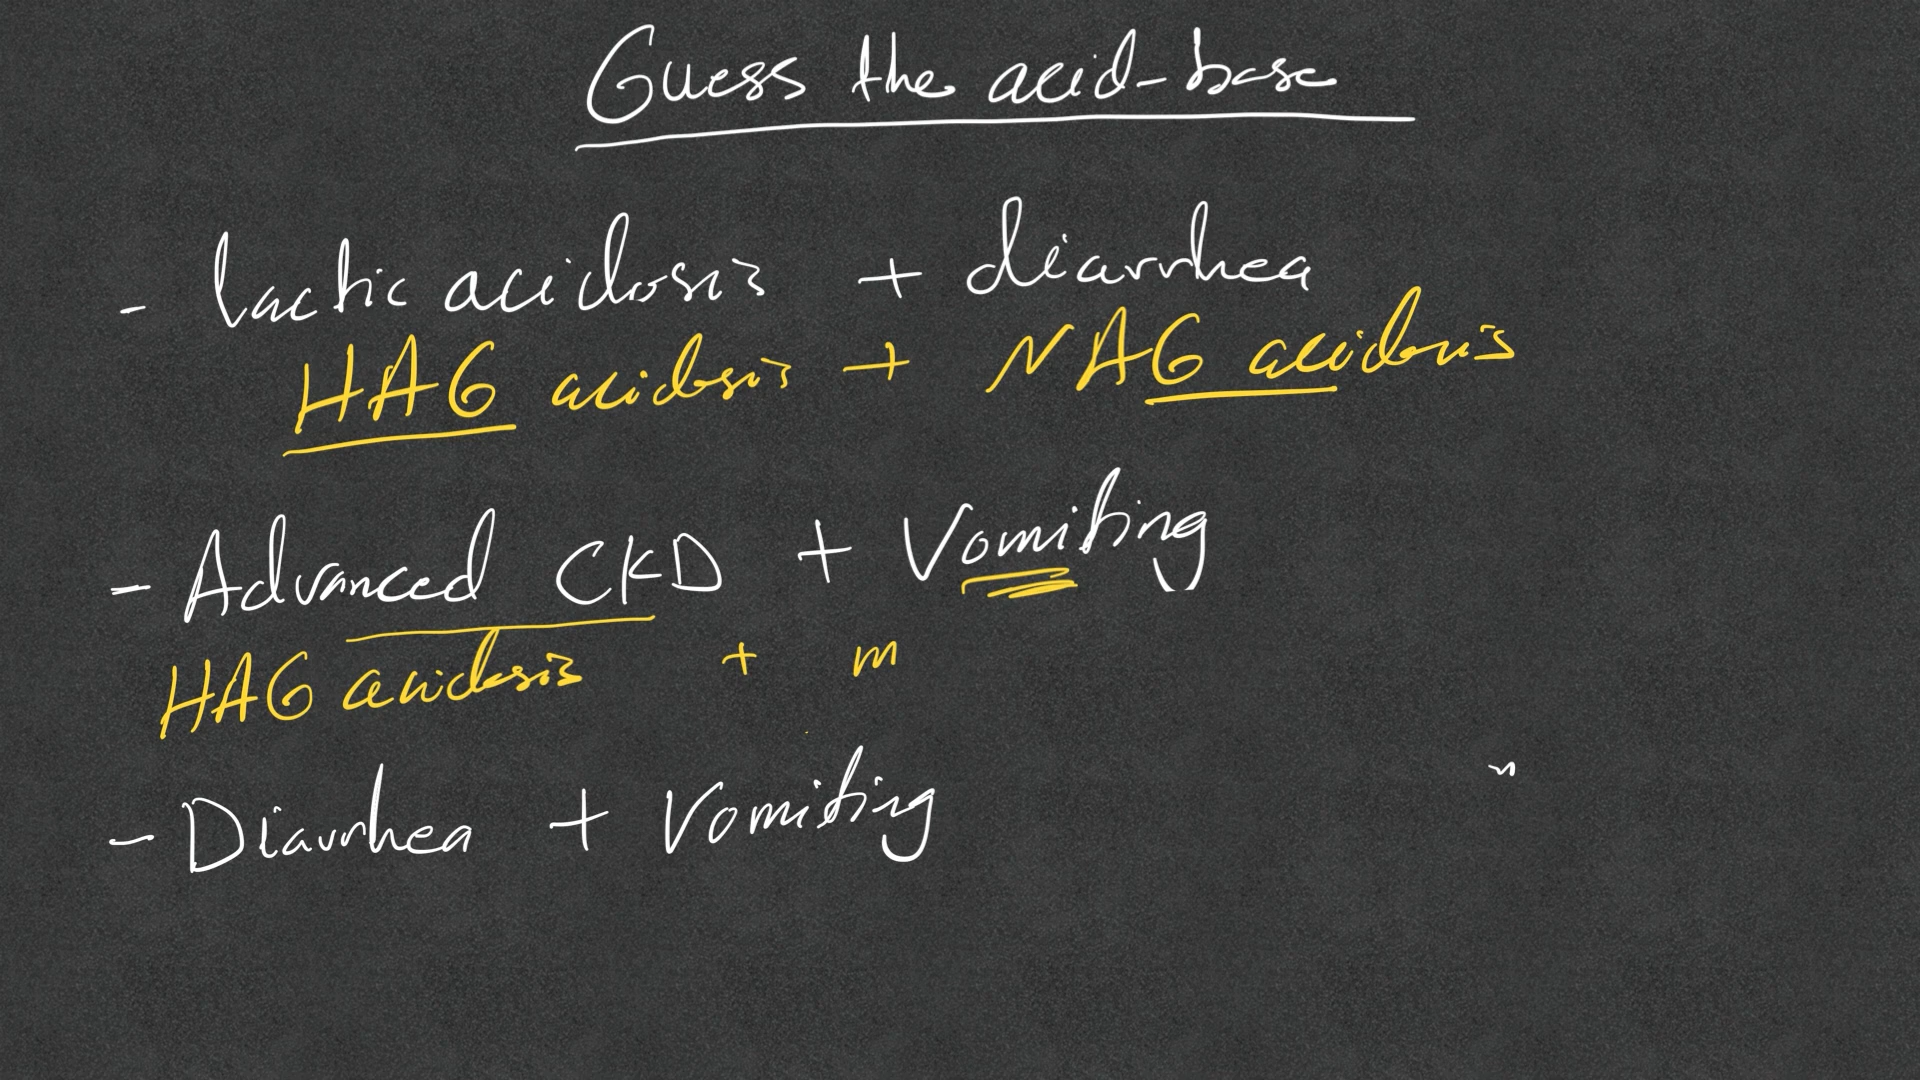 Guess the acid-base
- lactic acidosis + diarrhea
HAG acidosis + NAG acidosis
- Advanced CKD + Vomiting
HAG acidosis + m
- Diarrhea + Vomiting